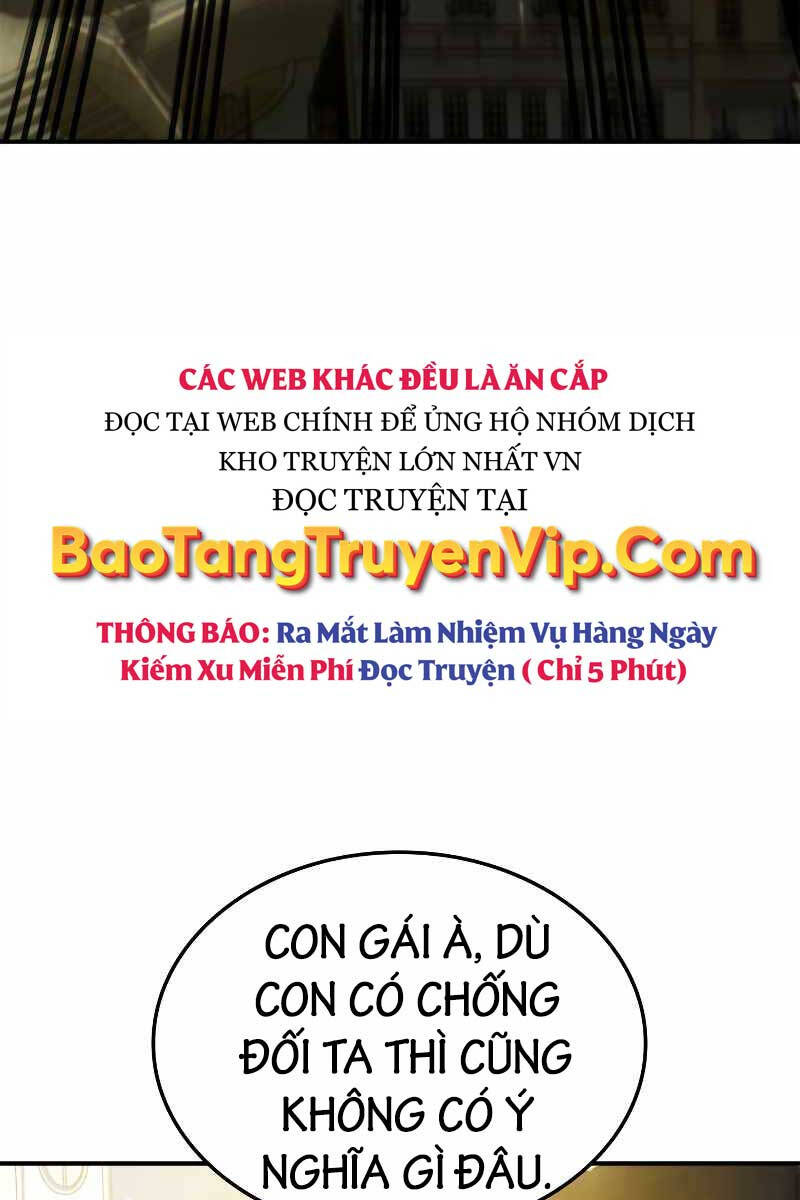 CÁC WEB KHÁC ĐỀU LÀ ĂN CẮP
ĐỌC TẠI WEB CHÍNH ĐỂ ỦNG HỘ NHÓM DỊCH
KHO TRUYỆN LỚN NHẤT VN
ĐỌC TRUYỆN TẠI
BaoTangTruyenVip.Com
THÔNG BÁO: Ra Mắt Làm Nhiệm Vụ Hàng Ngày
Kiếm Xu Miễn Phí Đọc Truyện ( Chỉ 5 Phút)
CON GÁI À, DÙ
CON CÓ CHỐNG
ĐỐI TA THÌ CŨNG
KHÔNG CÓ Ý
NGHĨA GÌ ĐÂU.